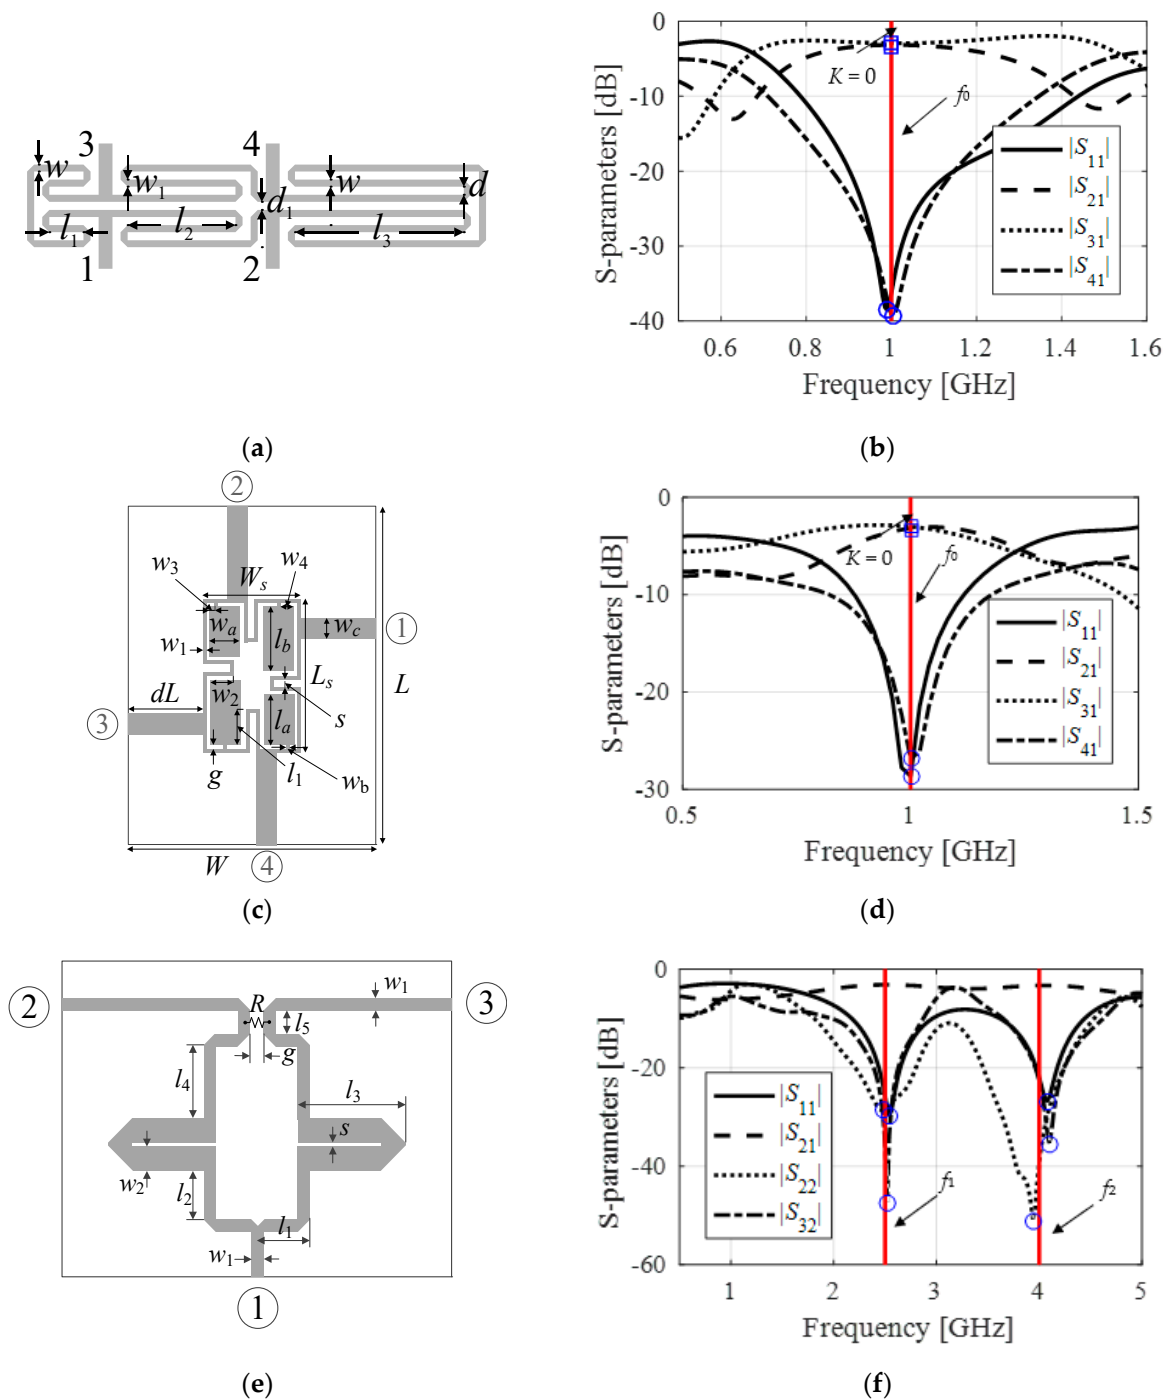 3
4
w
w1
w
d
d1
l1
l2
l3
1
2
(a)
0
-10
-20
-30
-40
S-parameters [dB]
K = 0
f0
|S11|
|S21|
|S31|
|S41|
0.6
0.8
1
1.2
1.4
1.6
Frequency [GHz]
(b)
2
w3
Ws
w4
wa
wc
1
w1
lb
Ls
L
w2
dL
s
3
la
g
l1
wb
W
4
(c)
0
-10
-20
-30
S-parameters [dB]
K = 0
f0
|S11|
|S21|
|S31|
|S41|
0.5
1
1.5
Frequency [GHz]
(d)
2
R
w1
3
l5
g
l4
l3
s
w2
l2
l1
w1
1
(e)
0
-20
-40
-60
S-parameters [dB]
|S11|
|S21|
|S22|
|S32|
f1
f2
1
2
3
4
5
Frequency [GHz]
(f)